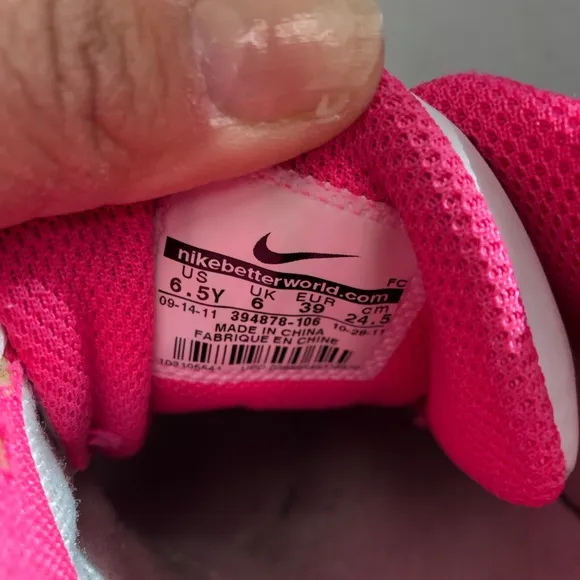 nikebetterworld.com
FC
US UK EUR cm
6.5Y 6 39 24.5
09-14-11 394878-106 10-28-11
MADE IN CHINA
FABRIQUE EN CHINE